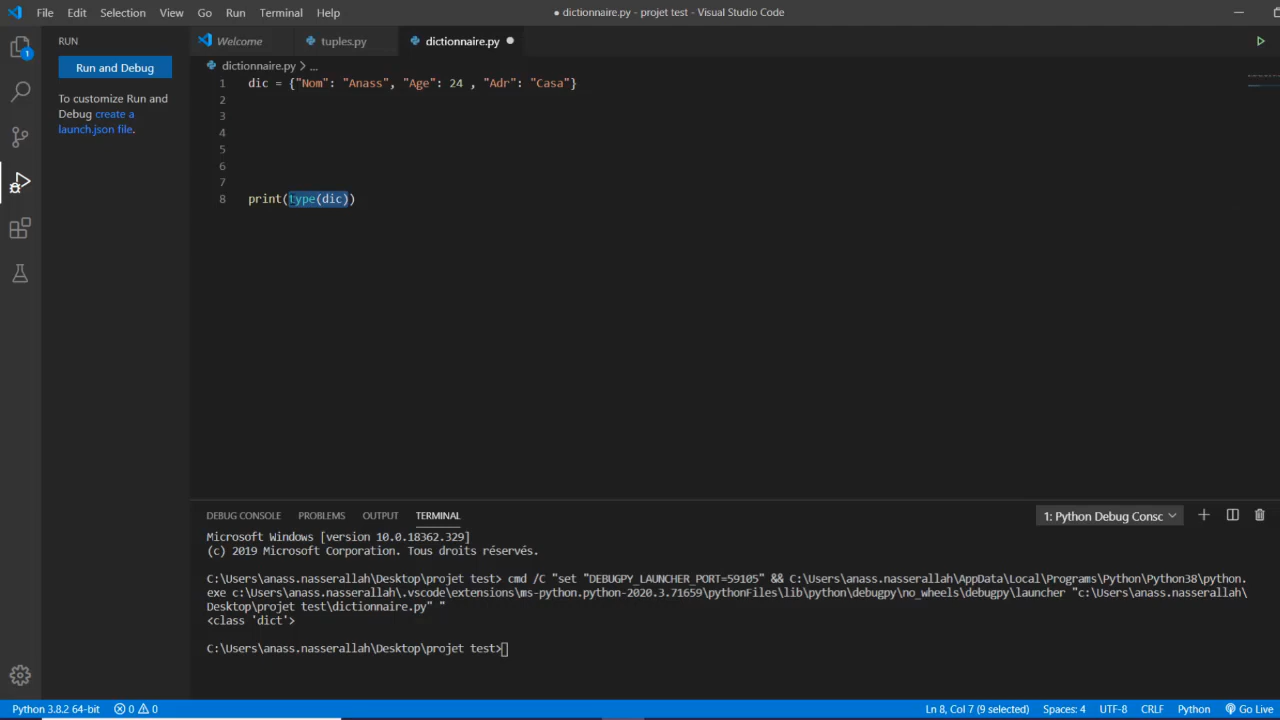 File Edit Selection View Go Run Terminal Help
● dictionnaire.py - projet test - Visual Studio Code
RUN
Welcome
tuples.py
dictionnaire.py ●
Run and Debug
To customize Run and
Debug create a
launch.json file.
1
dictionnaire.py > ...
1 dic = {"Nom": "Anass", "Age": 24 , "Adr": "Casa"}
2
3
4
5
6
7
8 print(type(dic))
DEBUG CONSOLE PROBLEMS OUTPUT TERMINAL
1: Python Debug Consc
Microsoft Windows [version 10.0.18362.329]
(c) 2019 Microsoft Corporation. Tous droits réservés.
C:\Users\anass.nasserallah\Desktop\projet test> cmd /C "set "DEBUGPY_LAUNCHER_PORT=59105" && C:\Users\anass.nasserallah\AppData\Local\Programs\Python\Python38\python.
exe c:\Users\anass.nasserallah\.vscode\extensions\ms-python.python-2020.3.71659\pythonFiles\lib\python\debugpy\no_wheels\debugpy\launcher "c:\Users\anass.nasserallah\
Desktop\projet test\dictionnaire.py" "
<class 'dict'>
C:\Users\anass.nasserallah\Desktop\projet test>
Python 3.8.2 64-bit 0 0
Ln 8, Col 7 (9 selected) Spaces: 4 UTF-8 CRLF Python Go Live